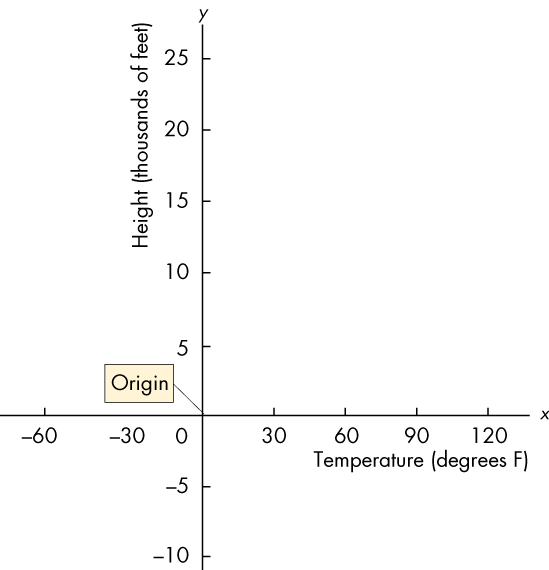 y
Height (thousands of feet)
25
20
15
10
5
Origin
x
–60 –30 0 30 60 90 120
Temperature (degrees F)
–5
–10